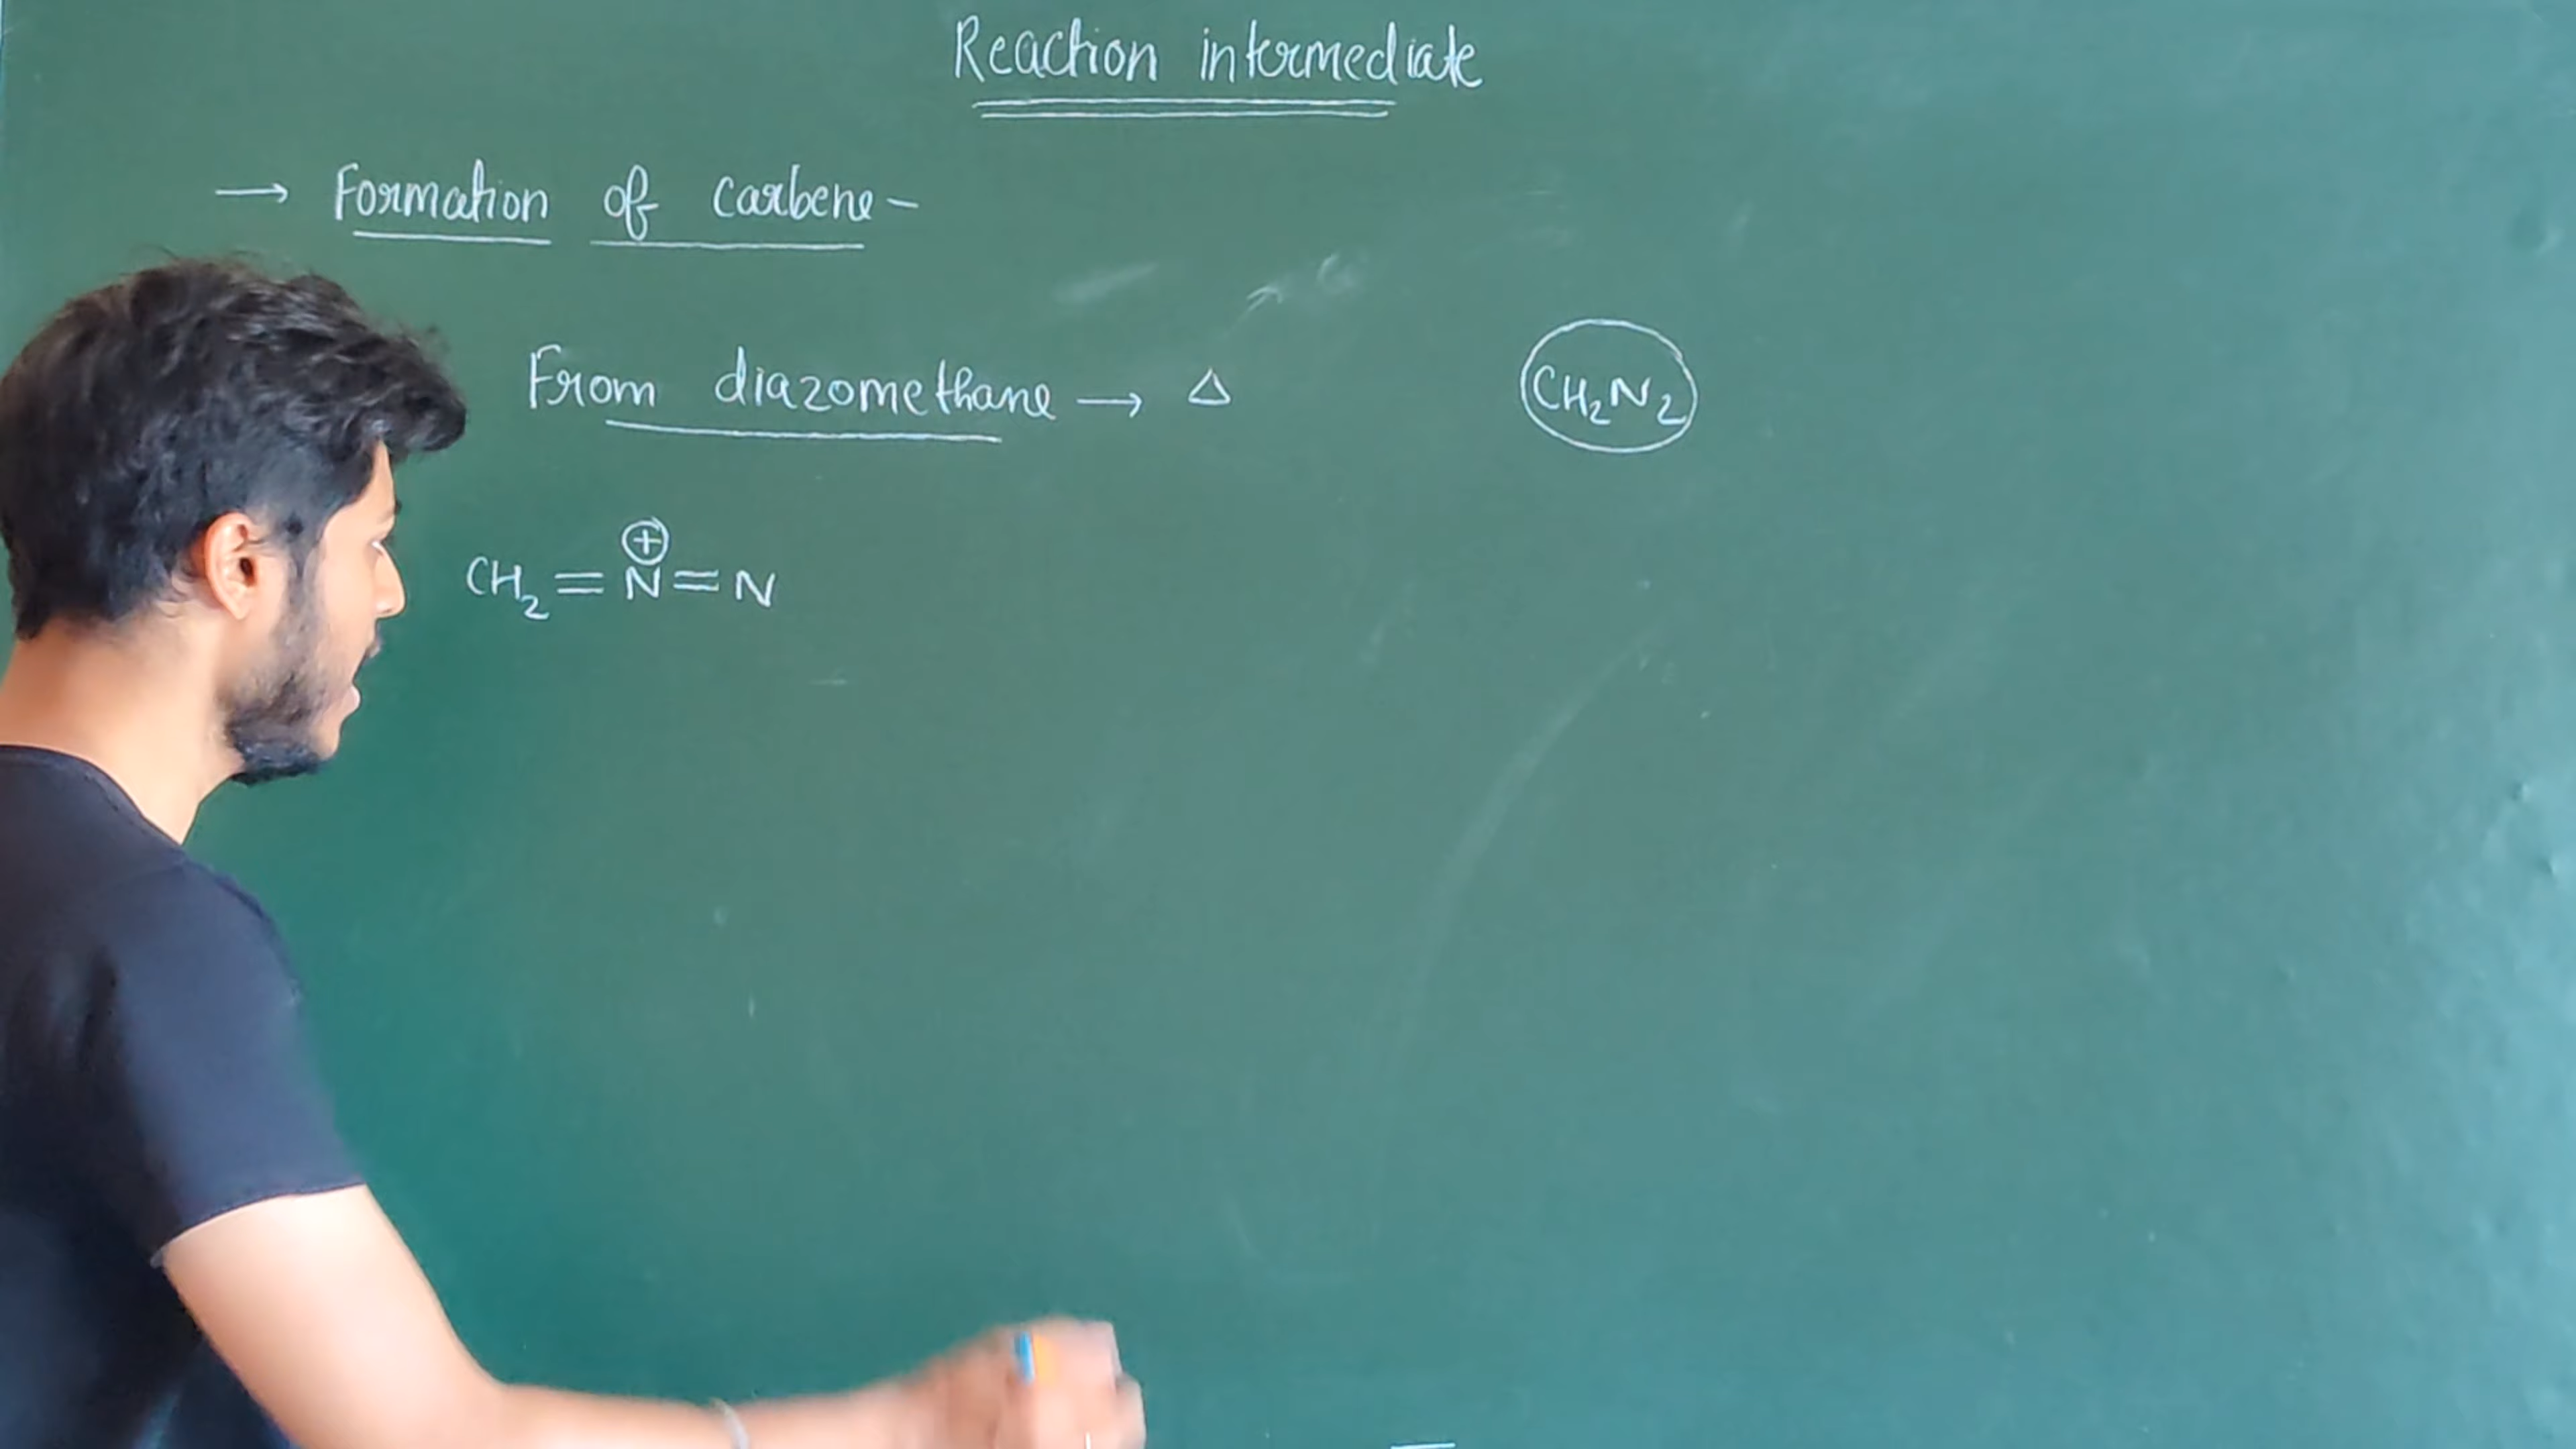 Reaction intermediate
→ Formation of carbene -
From diazomethane → △ CH₂N₂
CH₂=N⊕=N